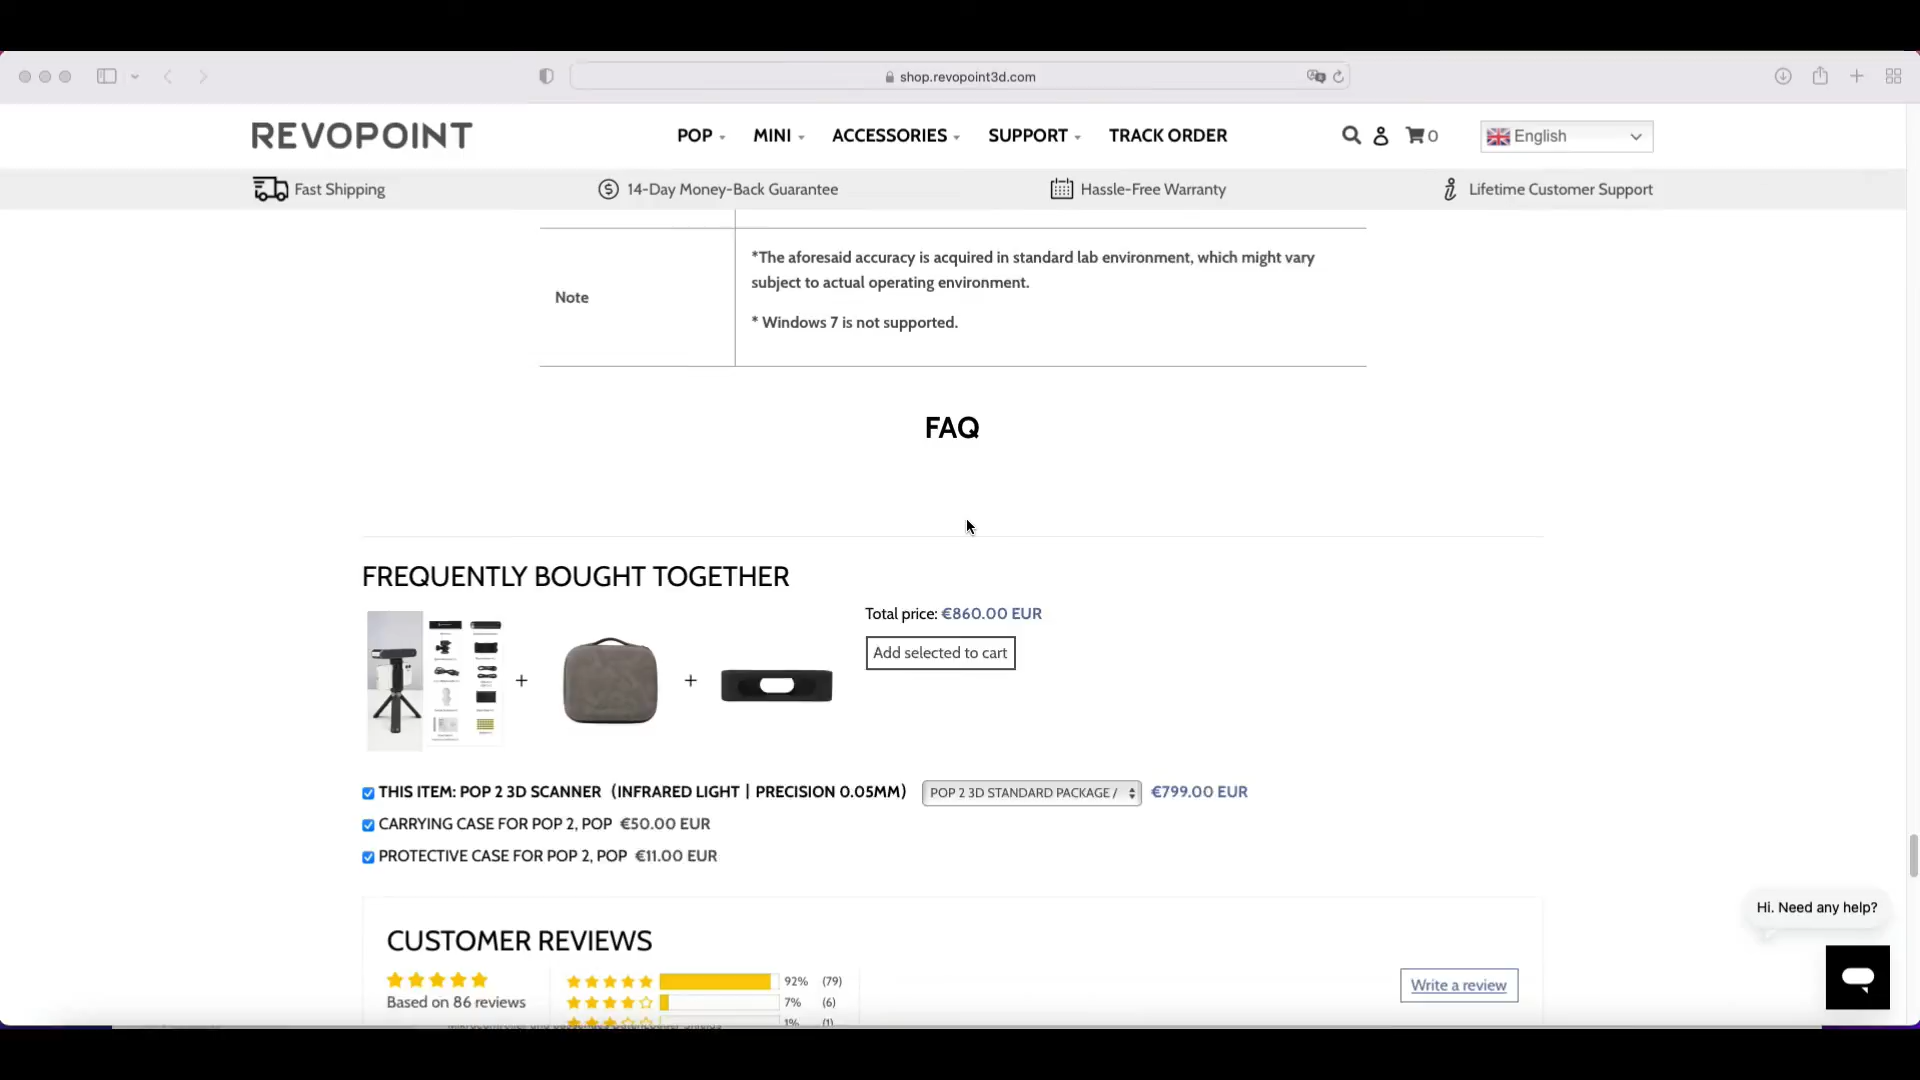 shop.revopoint3d.com
REVOPOINT
POP
MINI
ACCESSORIES
SUPPORT
TRACK ORDER
0
English
Fast Shipping
14-Day Money-Back Guarantee
Hassle-Free Warranty
Lifetime Customer Support
Note
*The aforesaid accuracy is acquired in standard lab environment, which might vary
subject to actual operating environment.
* Windows 7 is not supported.
FAQ
FREQUENTLY BOUGHT TOGETHER
Total price: €860.00 EUR
Add selected to cart
+
+
THIS ITEM: POP 2 3D SCANNER（INFRARED LIGHT | PRECISION 0.05MM） POP 2 3D STANDARD PACKAGE / €799.00 EUR
CARRYING CASE FOR POP 2, POP €50.00 EUR
PROTECTIVE CASE FOR POP 2, POP €11.00 EUR
Hi. Need any help?
CUSTOMER REVIEWS
Based on 86 reviews
92% (79)
7% (6)
1% (1)
Write a review